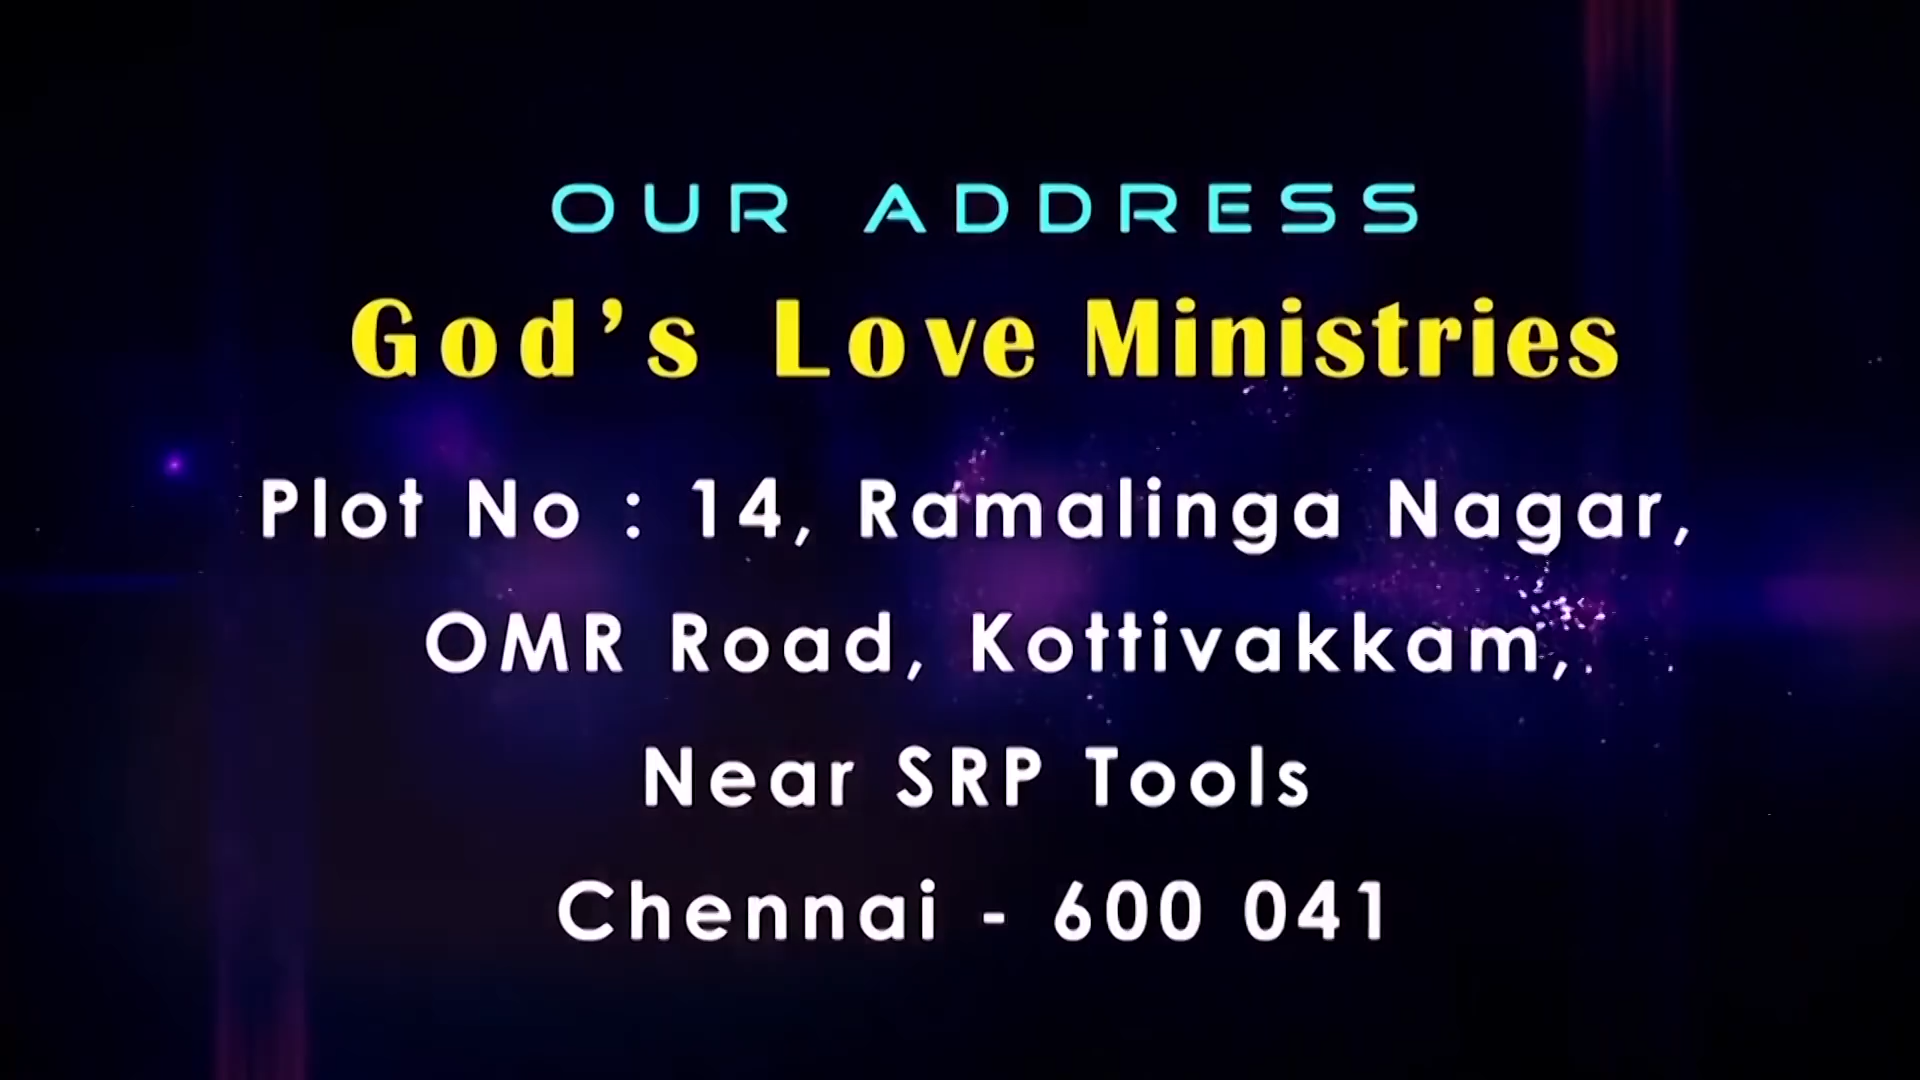 OUR ADDRESS
God’s Love Ministries
Plot No : 14, Ramalinga Nagar,
OMR Road, Kottivakkam,
Near SRP Tools
Chennai - 600 041